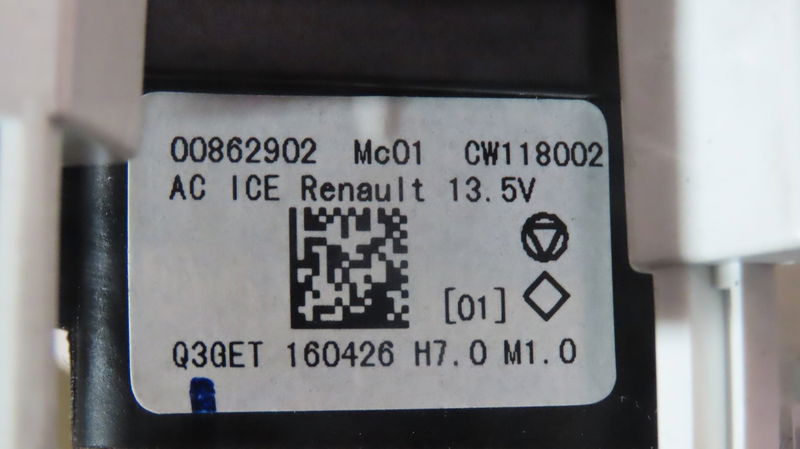 00862902 Mc01 CW118002
AC ICE Renault 13.5V
[01]
Q3GET 160426 H7.0 M1.0